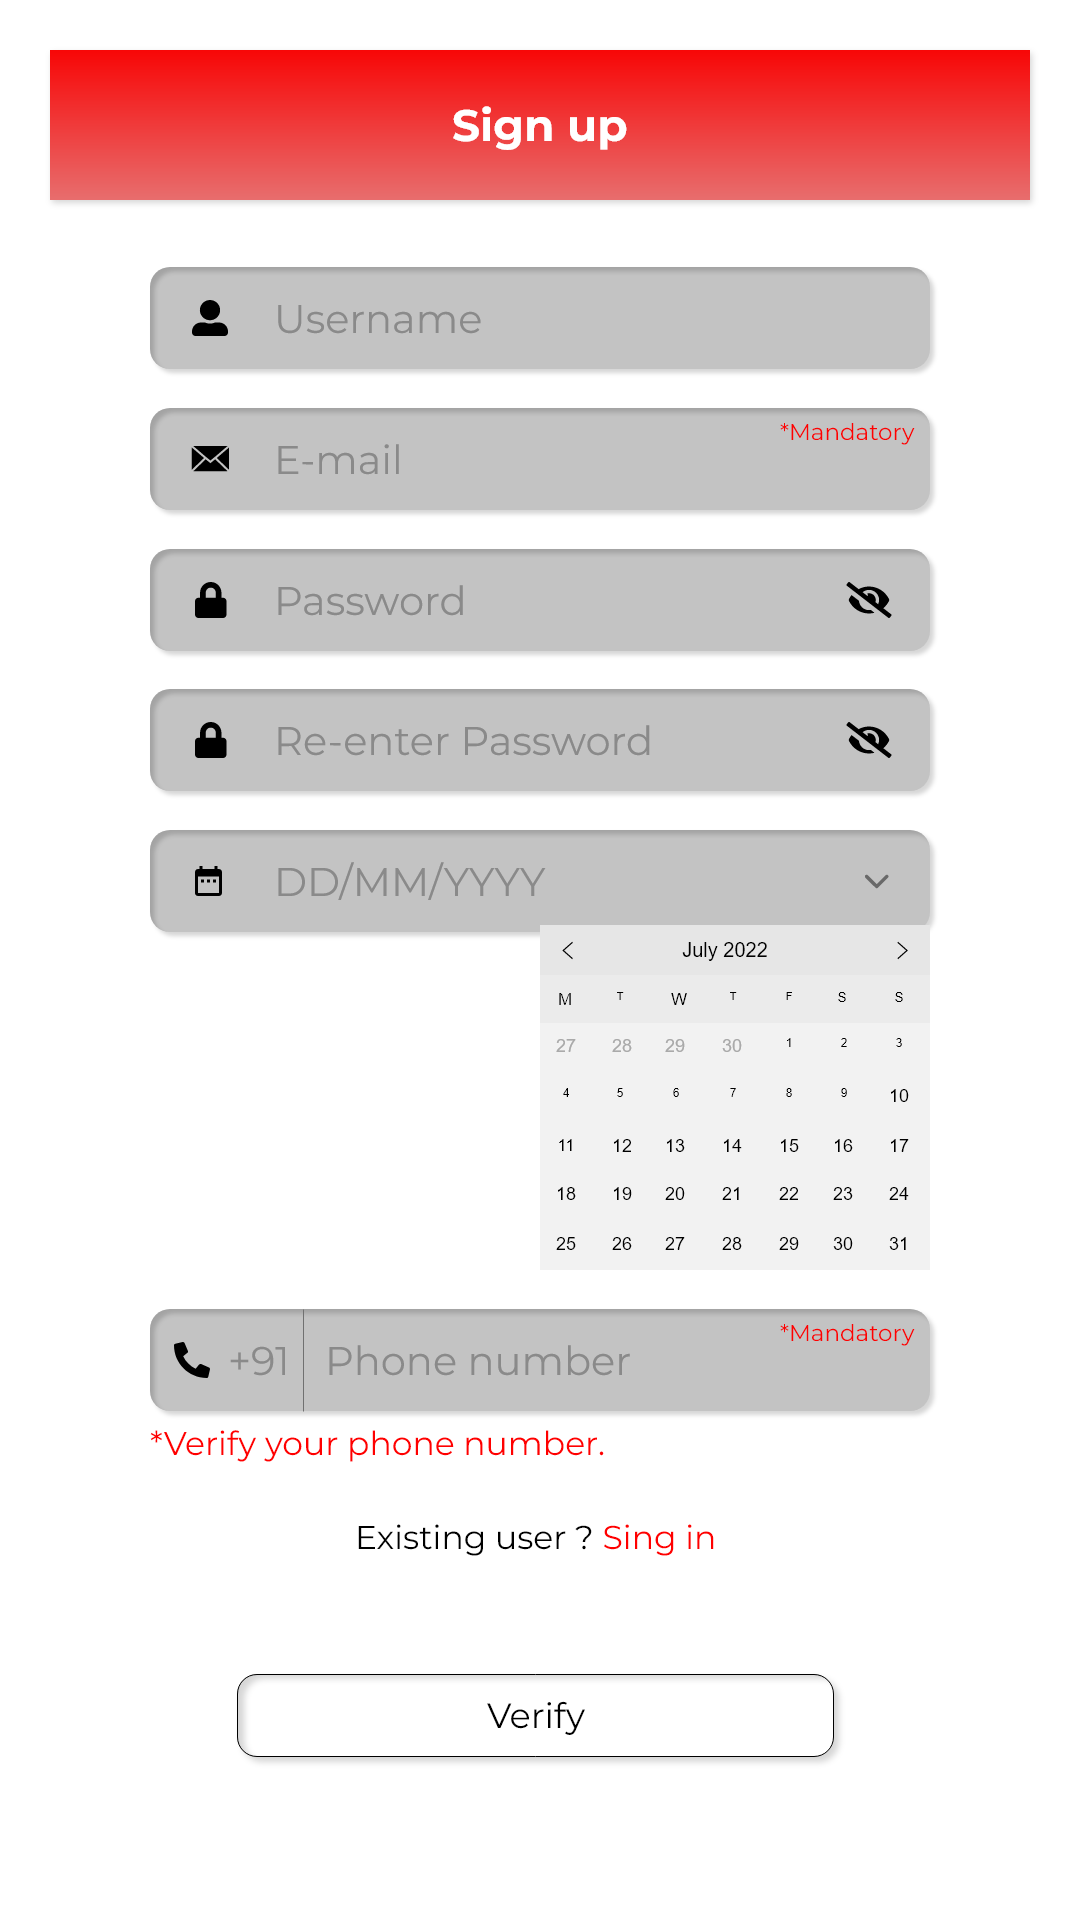 Sign up
Username
*Mandatory
E-mail
Password
Re-enter Password
DD/MM/YYYY
July 2022
M T W T F S S
27 28 29 30 1 2 3
4 5 6 7 8 9 10
11 12 13 14 15 16 17
18 19 20 21 22 23 24
25 26 27 28 29 30 31
*Mandatory
+91 Phone number
*Verify your phone number.
Existing user ? Sing in
Verify